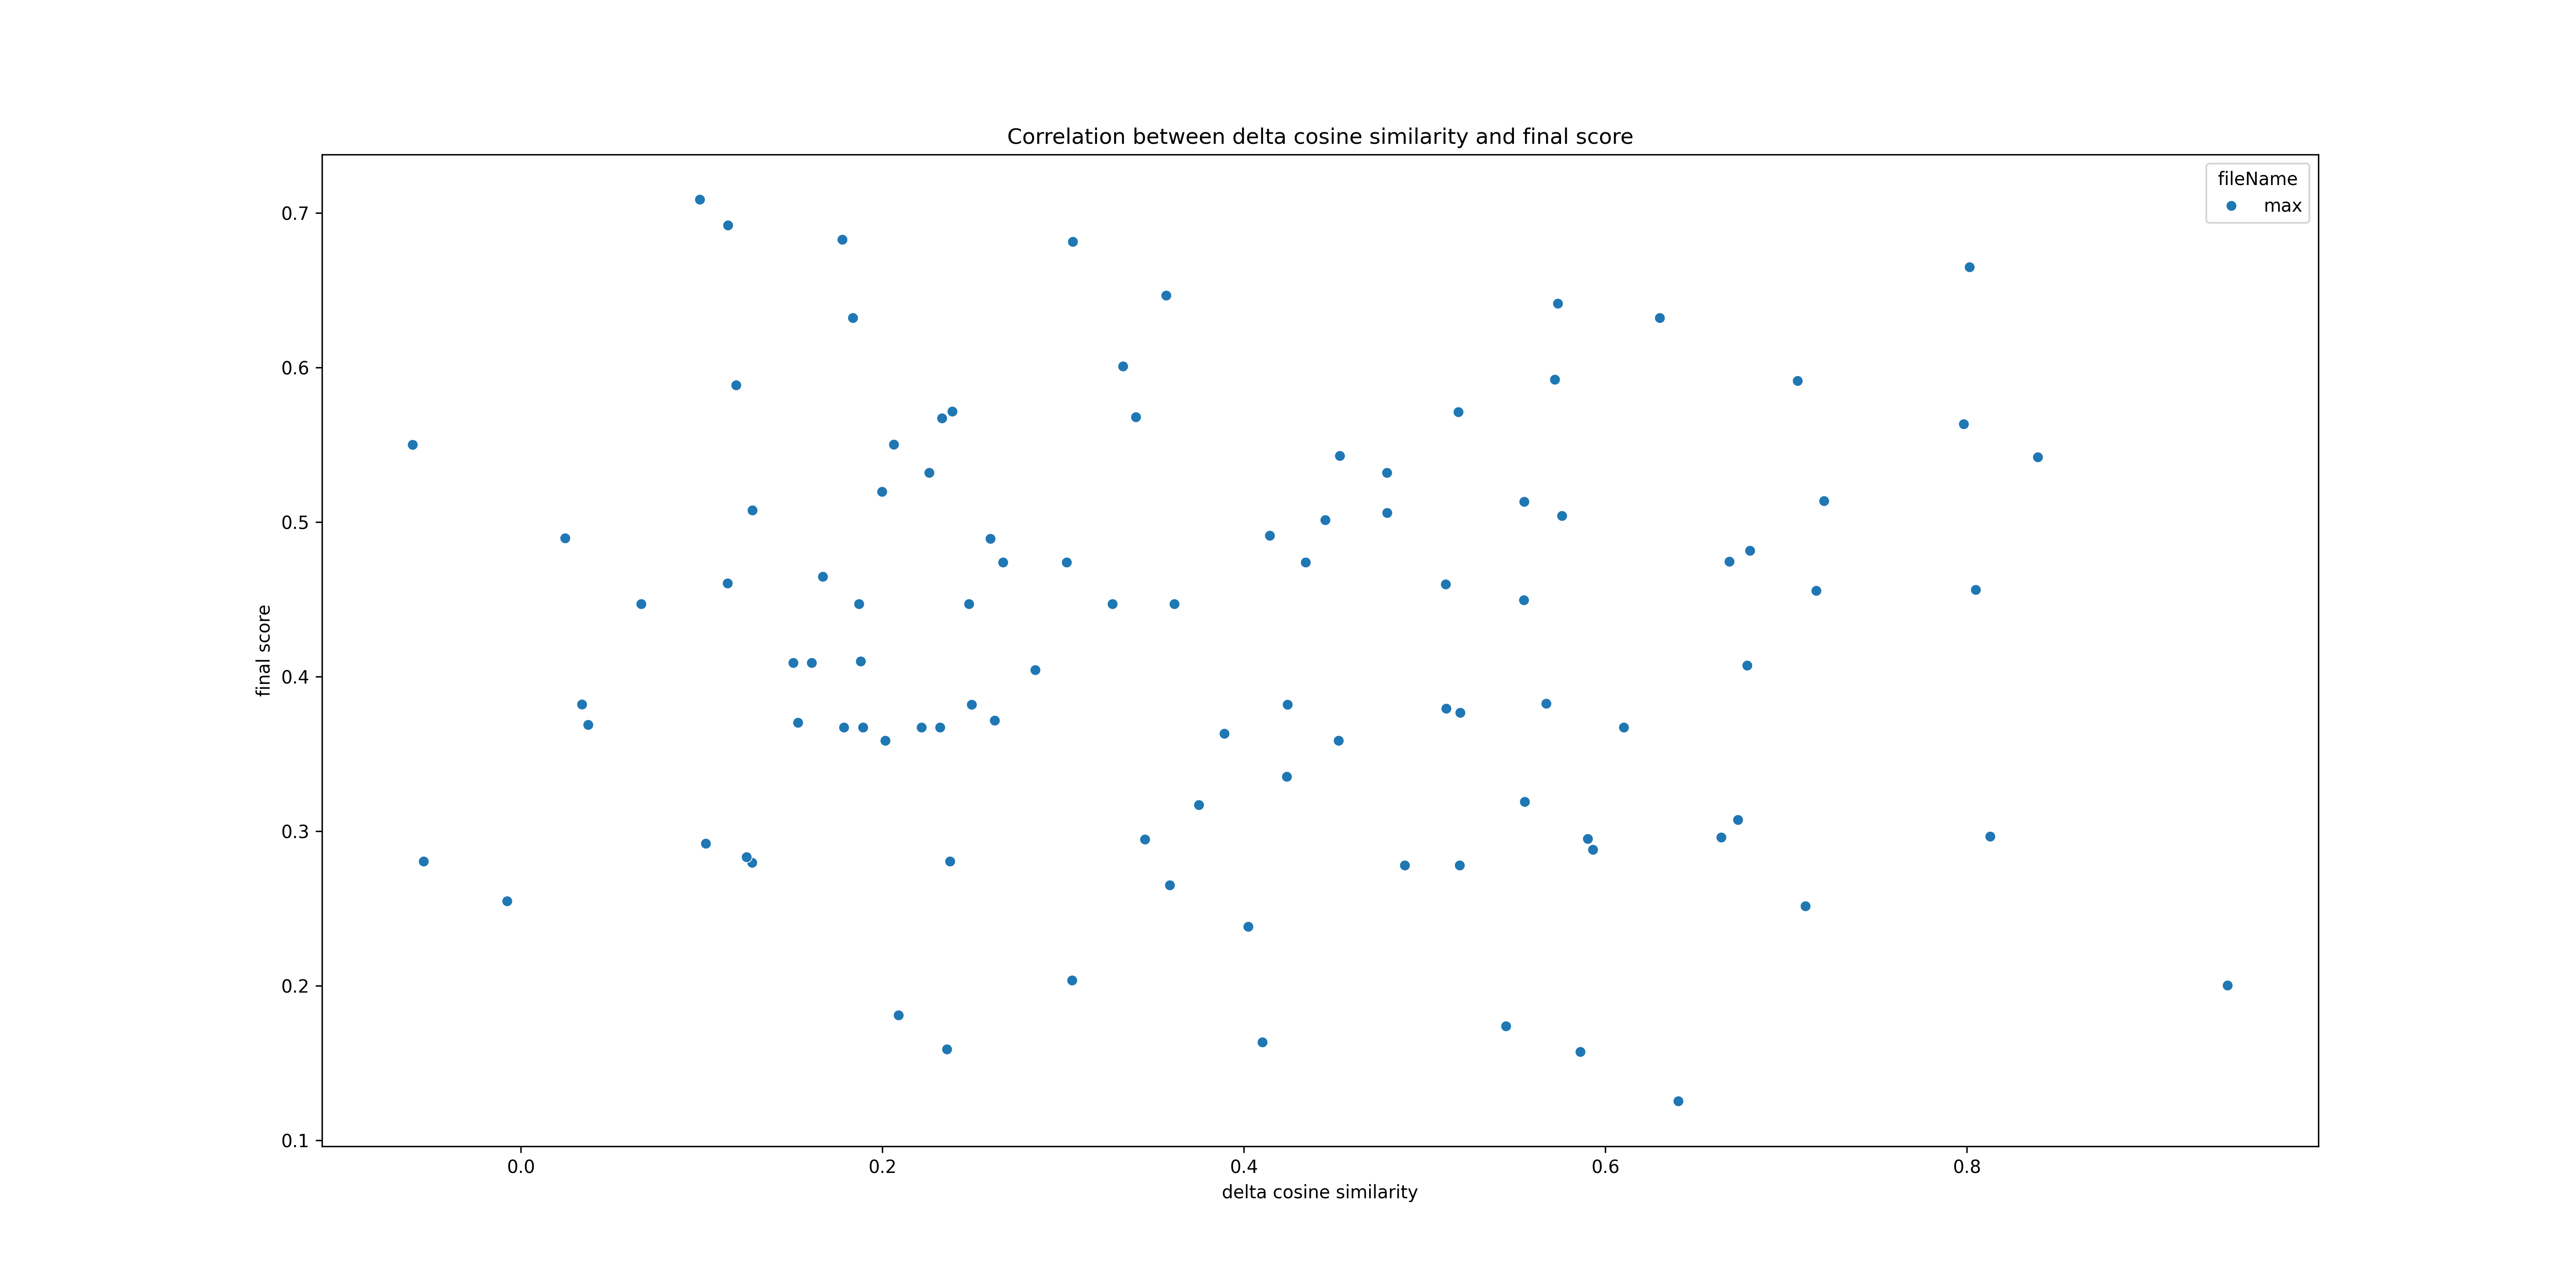 Correlation between delta cosine similarity and final score
fileName
max
final score
0.7
0.6
0.5
0.4
0.3
0.2
0.1
0.0 0.2 0.4 0.6 0.8
delta cosine similarity